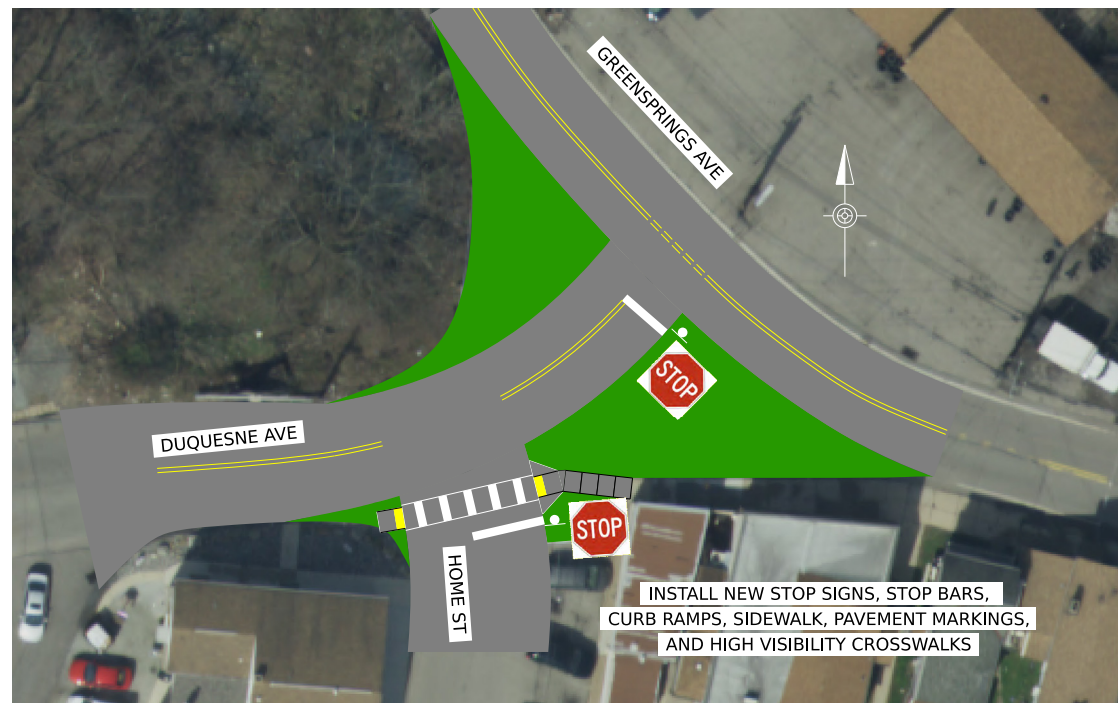 GREENSPRINGS AVE
STOP
DUQUESNE AVE
STOP
HOME ST
INSTALL NEW STOP SIGNS, STOP BARS,
CURB RAMPS, SIDEWALK, PAVEMENT MARKINGS,
AND HIGH VISIBILITY CROSSWALKS